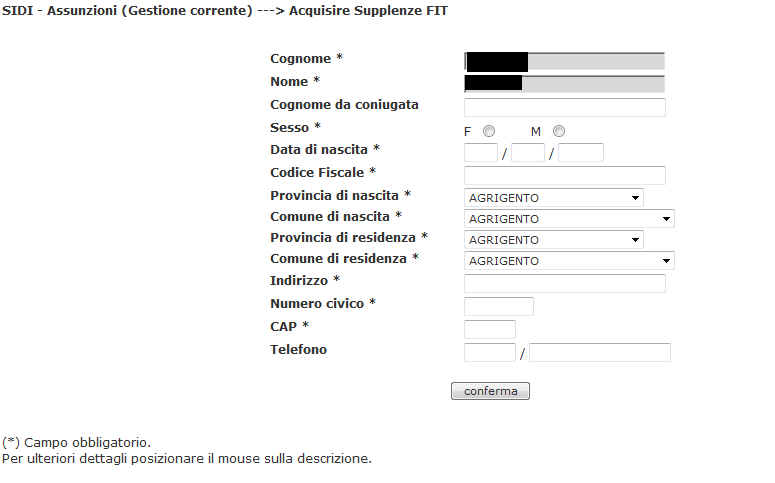 SIDI - Assunzioni (Gestione corrente) ---> Acquisire Supplenze FIT
Cognome *
Nome *
Cognome da coniugata
Sesso * F M
Data di nascita * / /
Codice Fiscale *
Provincia di nascita * AGRIGENTO
Comune di nascita * AGRIGENTO
Provincia di residenza * AGRIGENTO
Comune di residenza * AGRIGENTO
Indirizzo *
Numero civico *
CAP *
Telefono /
conferma
(*) Campo obbligatorio.
Per ulteriori dettagli posizionare il mouse sulla descrizione.